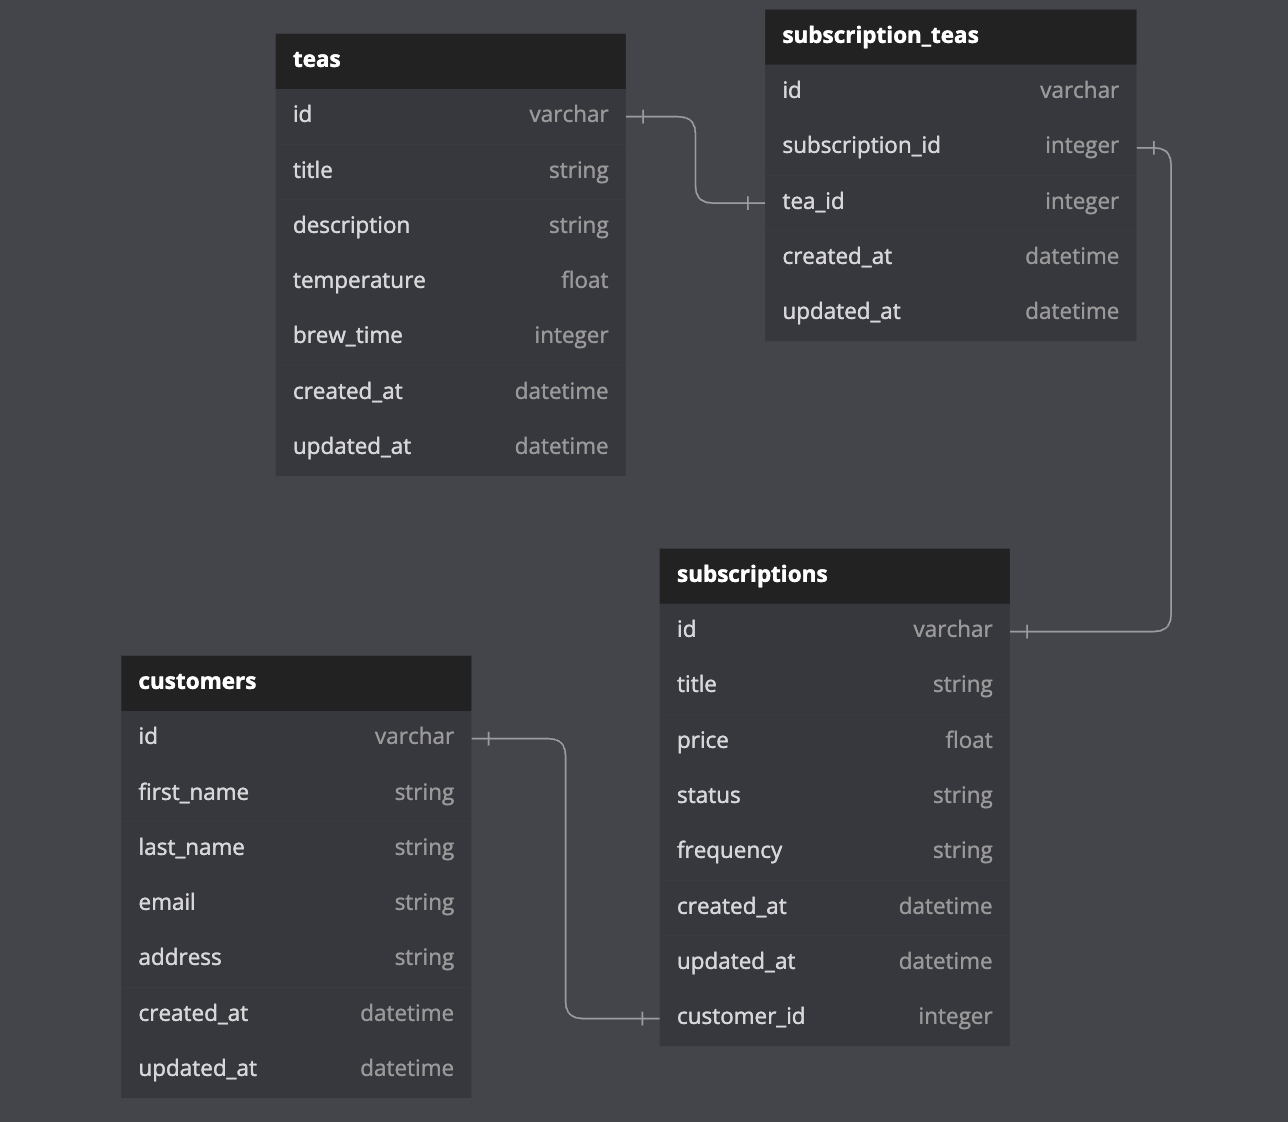 teas
id varchar
title string
description string
temperature float
brew_time integer
created_at datetime
updated_at datetime
subscription_teas
id varchar
subscription_id integer
tea_id integer
created_at datetime
updated_at datetime
subscriptions
id varchar
title string
price float
status string
frequency string
created_at datetime
updated_at datetime
customer_id integer
customers
id varchar
first_name string
last_name string
email string
address string
created_at datetime
updated_at datetime